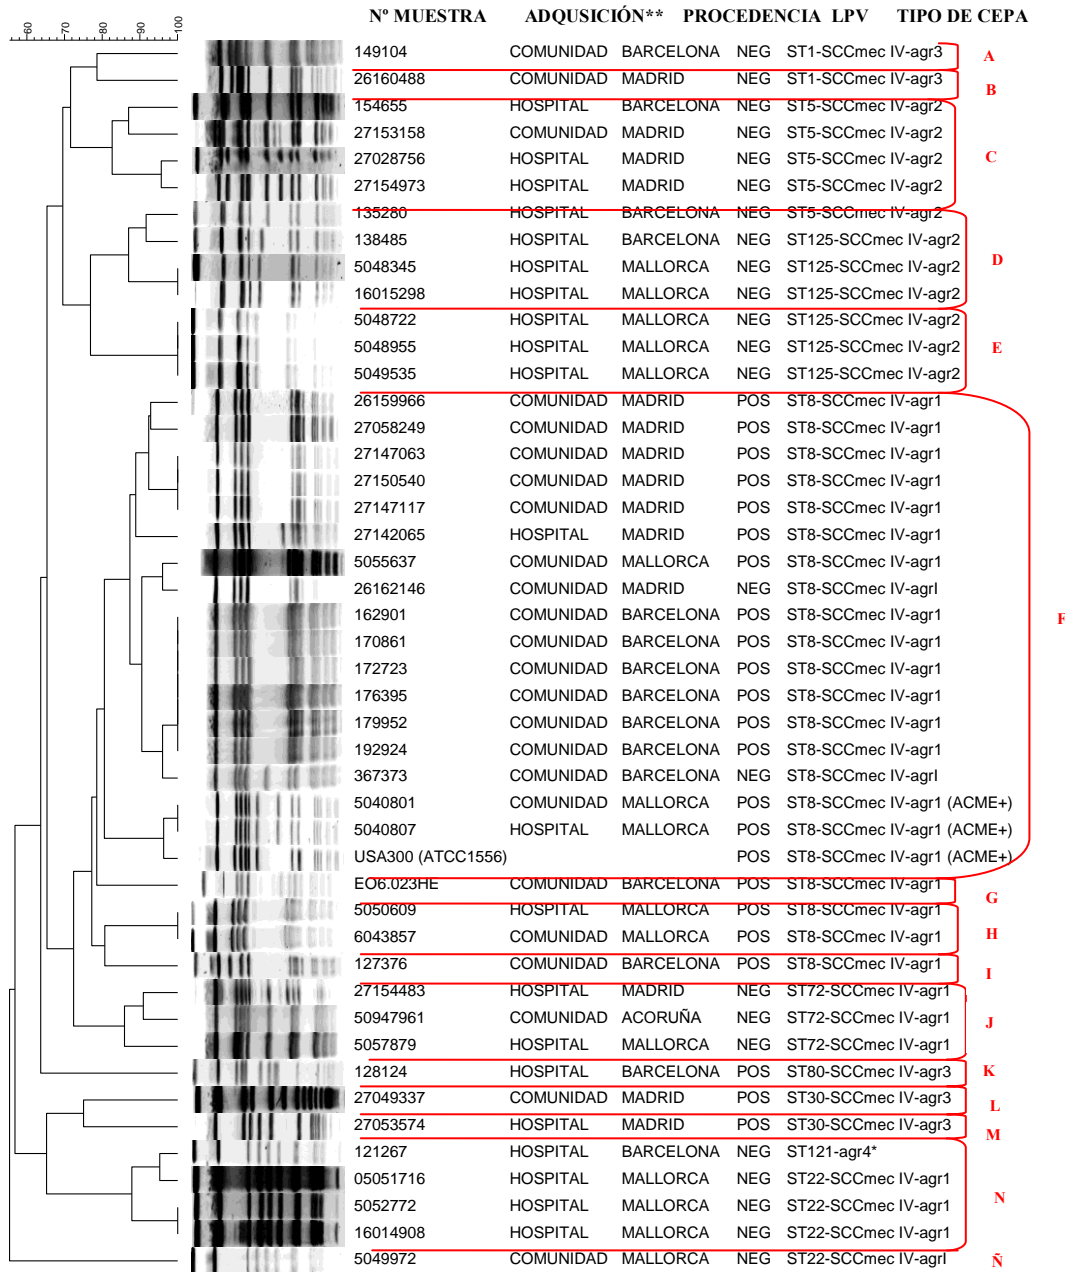 Nº MUESTRA ADQUSICIÓN** PROCEDENCIA LPV TIPO DE CEPA
60 70 80 90 100
149104 COMUNIDAD BARCELONA NEG ST1-SCCmec IV-agr3 A
26160488 COMUNIDAD MADRID NEG ST1-SCCmec IV-agr3 B
154655 HOSPITAL BARCELONA NEG ST5-SCCmec IV-agr2
27153158 COMUNIDAD MADRID NEG ST5-SCCmec IV-agr2
27028756 HOSPITAL MADRID NEG ST5-SCCmec IV-agr2 C
27154973 HOSPITAL MADRID NEG ST5-SCCmec IV-agr2
135280 HOSPITAL BARCELONA NEG ST5-SCCmec IV-agr2
138485 HOSPITAL BARCELONA NEG ST125-SCCmec IV-agr2
5048345 HOSPITAL MALLORCA NEG ST125-SCCmec IV-agr2 D
16015298 HOSPITAL MALLORCA NEG ST125-SCCmec IV-agr2
5048722 HOSPITAL MALLORCA NEG ST125-SCCmec IV-agr2
5048955 HOSPITAL MALLORCA NEG ST125-SCCmec IV-agr2 E
5049535 HOSPITAL MALLORCA NEG ST125-SCCmec IV-agr2
26159966 COMUNIDAD MADRID POS ST8-SCCmec IV-agr1
27058249 COMUNIDAD MADRID POS ST8-SCCmec IV-agr1
27147063 COMUNIDAD MADRID POS ST8-SCCmec IV-agr1
27150540 COMUNIDAD MADRID POS ST8-SCCmec IV-agr1
27147117 COMUNIDAD MADRID POS ST8-SCCmec IV-agr1
27142065 HOSPITAL MADRID POS ST8-SCCmec IV-agr1
5055637 COMUNIDAD MALLORCA POS ST8-SCCmec IV-agr1
26162146 COMUNIDAD MADRID NEG ST8-SCCmec IV-agrI
162901 COMUNIDAD BARCELONA POS ST8-SCCmec IV-agr1 F
170861 COMUNIDAD BARCELONA POS ST8-SCCmec IV-agr1
172723 COMUNIDAD BARCELONA POS ST8-SCCmec IV-agr1
176395 COMUNIDAD BARCELONA POS ST8-SCCmec IV-agr1
179952 COMUNIDAD BARCELONA POS ST8-SCCmec IV-agr1
192924 COMUNIDAD BARCELONA POS ST8-SCCmec IV-agr1
367373 COMUNIDAD BARCELONA NEG ST8-SCCmec IV-agrI
5040801 COMUNIDAD MALLORCA POS ST8-SCCmec IV-agr1 (ACME+)
5040807 HOSPITAL MALLORCA POS ST8-SCCmec IV-agr1 (ACME+)
USA300 (ATCC1556) POS ST8-SCCmec IV-agr1 (ACME+)
EO6.023HE COMUNIDAD BARCELONA POS ST8-SCCmec IV-agr1 G
5050609 HOSPITAL MALLORCA POS ST8-SCCmec IV-agr1
6043857 COMUNIDAD MALLORCA POS ST8-SCCmec IV-agr1 H
127376 COMUNIDAD BARCELONA POS ST8-SCCmec IV-agr1 I
27154483 HOSPITAL MADRID NEG ST72-SCCmec IV-agr1
50947961 COMUNIDAD ACORUÑA NEG ST72-SCCmec IV-agr1 J
5057879 HOSPITAL MALLORCA NEG ST72-SCCmec IV-agr1
128124 HOSPITAL BARCELONA POS ST80-SCCmec IV-agr3 K
27049337 COMUNIDAD MADRID POS ST30-SCCmec IV-agr3 L
27053574 HOSPITAL MADRID POS ST30-SCCmec IV-agr3 M
121267 HOSPITAL BARCELONA NEG ST121-agr4*
05051716 HOSPITAL MALLORCA NEG ST22-SCCmec IV-agr1
5052772 HOSPITAL MALLORCA NEG ST22-SCCmec IV-agr1 N
16014908 HOSPITAL MALLORCA NEG ST22-SCCmec IV-agr1
5049972 COMUNIDAD MALLORCA NEG ST22-SCCmec IV-agrI Ñ